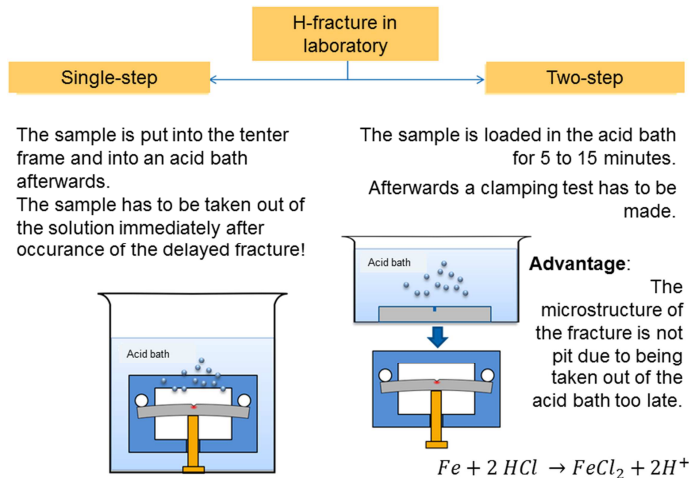 H-fracture in
laboratory
Single-step
Two-step
The sample is put into the tenter
frame and into an acid bath
afterwards.
The sample has to be taken out of
the solution immediately after
occurance of the delayed fracture!
Acid bath
The sample is loaded in the acid bath
for 5 to 15 minutes.
Afterwards a clamping test has to be
made.
Acid bath
Advantage:
The
microstructure of
the fracture is not
pit due to being
taken out of the
acid bath too late.
Fe + 2 HCl → FeCl₂ + 2H⁺